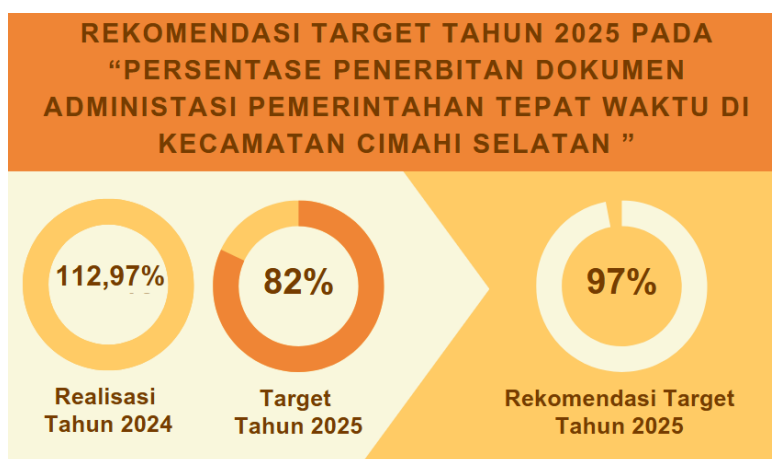 REKOMENDASI TARGET TAHUN 2025 PADA
“PERSENTASE PENERBITAN DOKUMEN
ADMINISTASI PEMERINTAHAN TEPAT WAKTU DI
KECAMATAN CIMAHI SELATAN ”
112,97%
82%
97%
Realisasi
Tahun 2024
Target
Tahun 2025
Rekomendasi Target
Tahun 2025